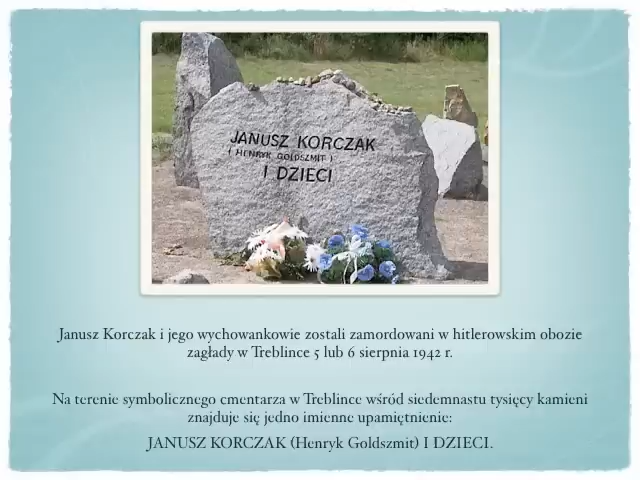 JANUSZ KORCZAK
( HENRYK GOLDSZMIT )
I DZIECI
Janusz Korczak i jego wychowankowie zostali zamordowani w hitlerowskim obozie
zagłady w Treblince 5 lub 6 sierpnia 1942 r.
Na terenie symbolicznego cmentarza w Treblince wśród siedemnastu tysięcy kamieni
znajduje się jedno imienne upamiętnienie:
JANUSZ KORCZAK (Henryk Goldszmit) I DZIECI.